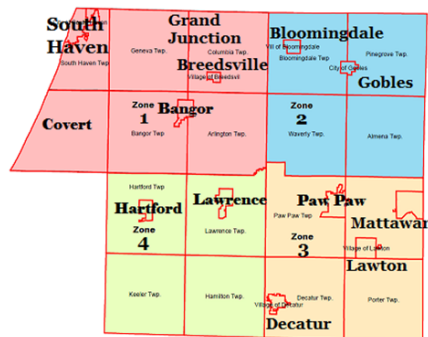 South
Haven
South Haven Twp
Geneva Twp.
Grand
Junction
Columbia Twp.
Breedsville
Village of Breedsvil
Bloomingdale
Vill of Bloomingdale
Bloomingdale Twp
Pinegrove Twp.
City of Gobles
Gobles
Covert
Zone
1
Bangor
Bangor Twp.
Arlington Twp.
Zone
2
Waverly Twp.
Almena Twp.
Hartford Twp
Hartford
Zone
4
Lawrence
Lawrence Twp.
Paw Paw
Paw Paw Twp
Zone
3
Mattawan
Village of Lawton
Lawton
Keeler Twp.
Hamilton Twp.
Village of Decatur
Decatur Twp.
Decatur
Porter Twp.